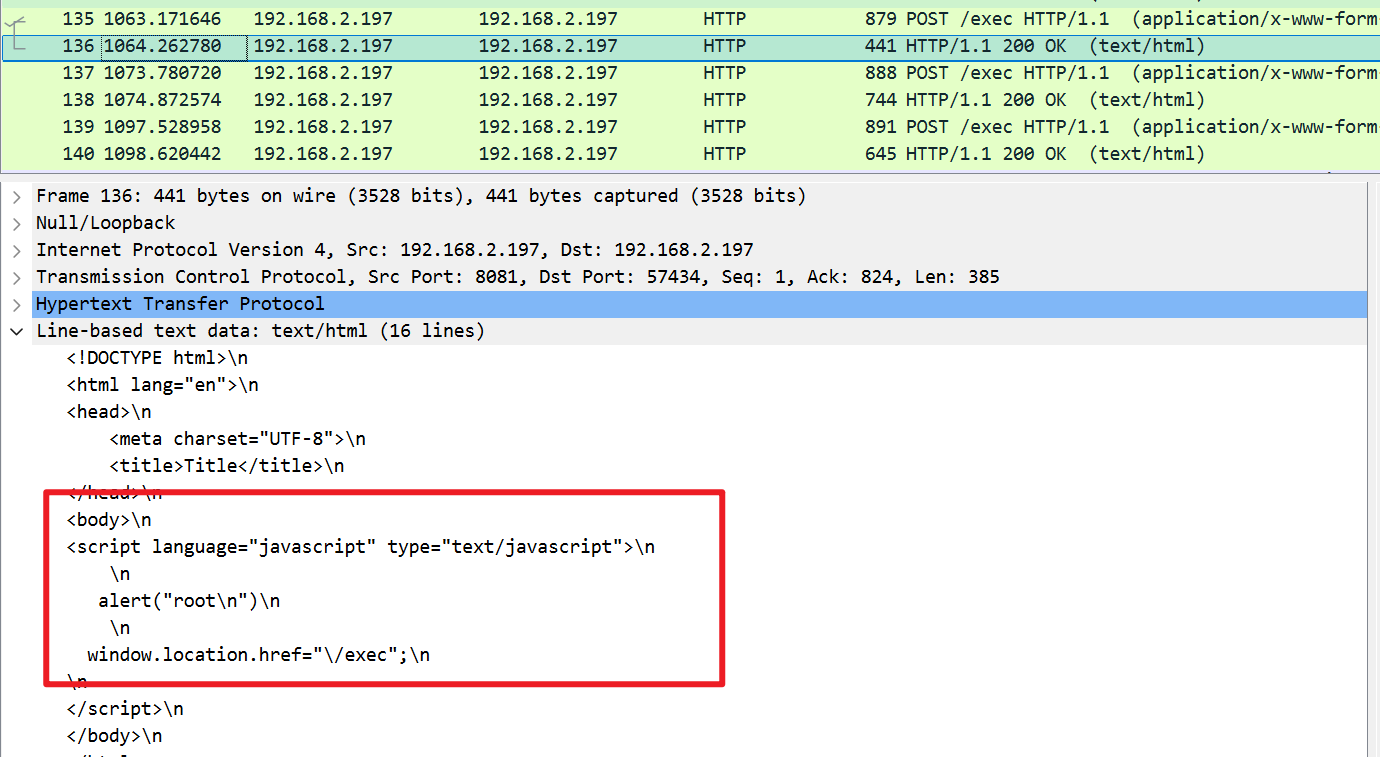 135 1063.171646 192.168.2.197 192.168.2.197 HTTP 879 POST /exec HTTP/1.1 (application/x-www-form-
136 1064.262780 192.168.2.197 192.168.2.197 HTTP 441 HTTP/1.1 200 OK (text/html)
137 1073.780720 192.168.2.197 192.168.2.197 HTTP 888 POST /exec HTTP/1.1 (application/x-www-form-
138 1074.872574 192.168.2.197 192.168.2.197 HTTP 744 HTTP/1.1 200 OK (text/html)
139 1097.528958 192.168.2.197 192.168.2.197 HTTP 891 POST /exec HTTP/1.1 (application/x-www-form-
140 1098.620442 192.168.2.197 192.168.2.197 HTTP 645 HTTP/1.1 200 OK (text/html)
Frame 136: 441 bytes on wire (3528 bits), 441 bytes captured (3528 bits)
Null/Loopback
Internet Protocol Version 4, Src: 192.168.2.197, Dst: 192.168.2.197
Transmission Control Protocol, Src Port: 8081, Dst Port: 57434, Seq: 1, Ack: 824, Len: 385
Hypertext Transfer Protocol
Line-based text data: text/html (16 lines)
<!DOCTYPE html>\n
<html lang="en">\n
<head>\n
<meta charset="UTF-8">\n
<title>Title</title>\n
</head>\n
<body>\n
<script language="javascript" type="text/javascript">\n
\n
alert("root\n")\n
\n
window.location.href="\/exec";\n
\n
</script>\n
</body>\n